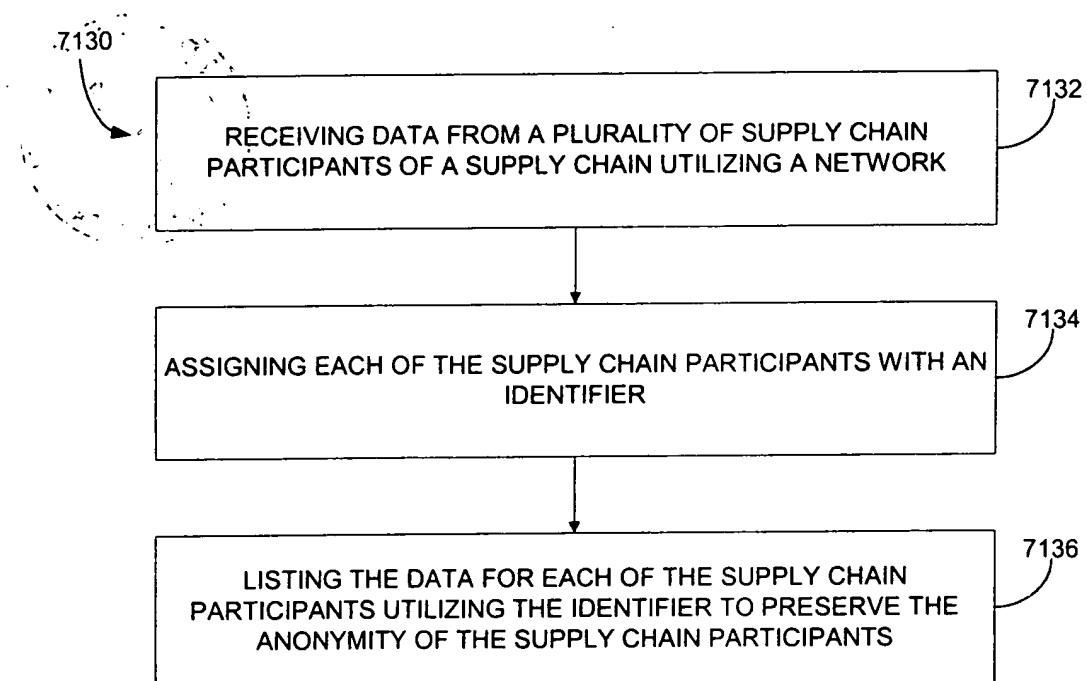 7130
7132
RECEIVING DATA FROM A PLURALITY OF SUPPLY CHAIN
PARTICIPANTS OF A SUPPLY CHAIN UTILIZING A NETWORK
7134
ASSIGNING EACH OF THE SUPPLY CHAIN PARTICIPANTS WITH AN
IDENTIFIER
7136
LISTING THE DATA FOR EACH OF THE SUPPLY CHAIN
PARTICIPANTS UTILIZING THE IDENTIFIER TO PRESERVE THE
ANONYMITY OF THE SUPPLY CHAIN PARTICIPANTS